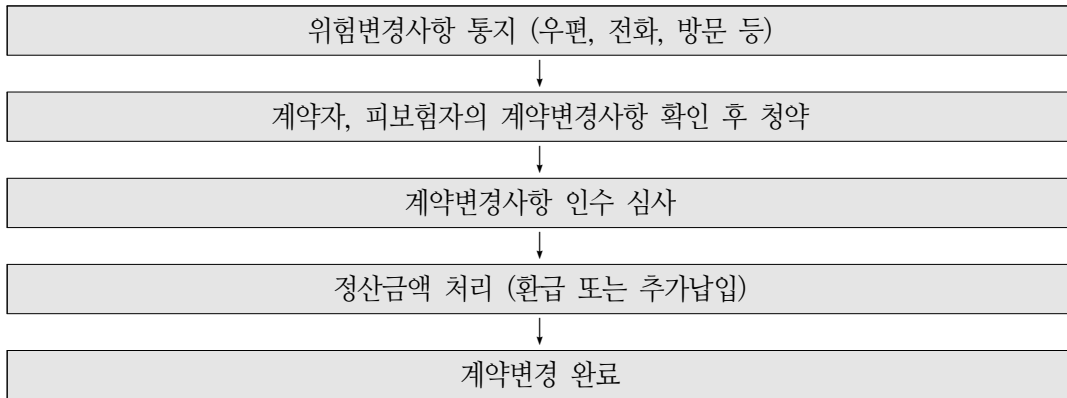 위험변경사항 통지 (우편, 전화, 방문 등)
계약자, 피보험자의 계약변경사항 확인 후 청약
계약변경사항 인수 심사
정산금액 처리 (환급 또는 추가납입)
계약변경 완료